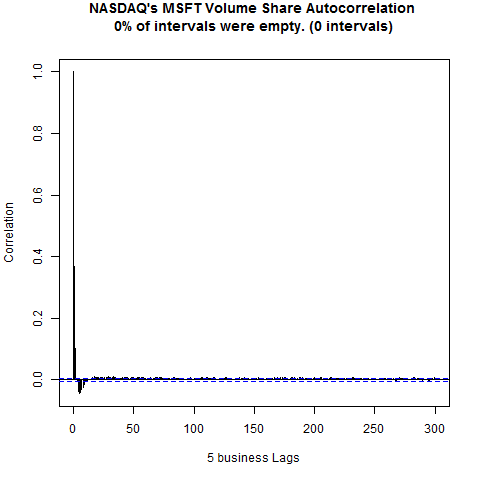 NASDAQ's MSFT Volume Share Autocorrelation
0% of intervals were empty. (0 intervals)
1.0
0.8
0.6
0.4
0.2
0.0
Correlation
0 50 100 150 200 250 300
5 business Lags